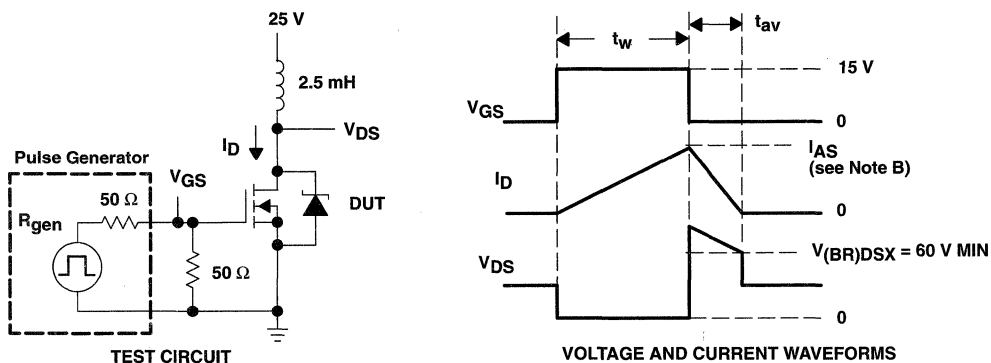 25 V
2.5 mH
V_DS
I_D
Pulse Generator
V_GS
50 Ω
R_gen
DUT
50 Ω
TEST CIRCUIT
t_w
t_av
15 V
V_GS
0
I_AS
(see Note B)
I_D
0
V_(BR)DSX = 60 V MIN
V_DS
0
VOLTAGE AND CURRENT WAVEFORMS